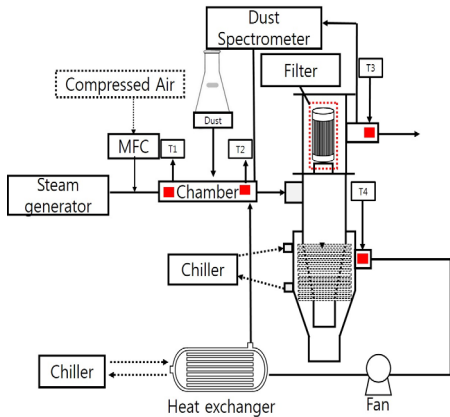 Dust
Spectrometer
Compressed Air
Filter
T3
Dust
MFC
T1
T2
Steam
generator
Chamber
T4
Chiller
Chiller
Heat exchanger
Fan